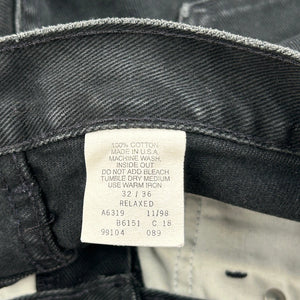 100% COTTON
MADE IN U.S.A.
MACHINE WASH,
INSIDE OUT
DO NOT ADD BLEACH
TUMBLE DRY MEDIUM
USE WARM IRON
32 / 36
RELAXED
A6319 11/98
B6151 C 18
99104 089